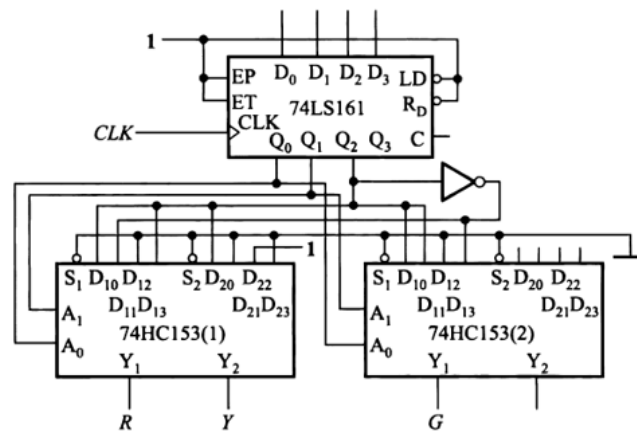 1
D0 D1 D2 D3
EP LD
ET 74LS161 RD
CLK CLK
Q0 Q1 Q2 Q3 C
1
S1 D10 D12 S2 D20 D22
D11 D13 D21 D23
A1
74HC153(1)
A0
Y1 Y2
R Y
S1 D10 D12 S2 D20 D22
D11 D13 D21 D23
A1
74HC153(2)
A0
Y1 Y2
G